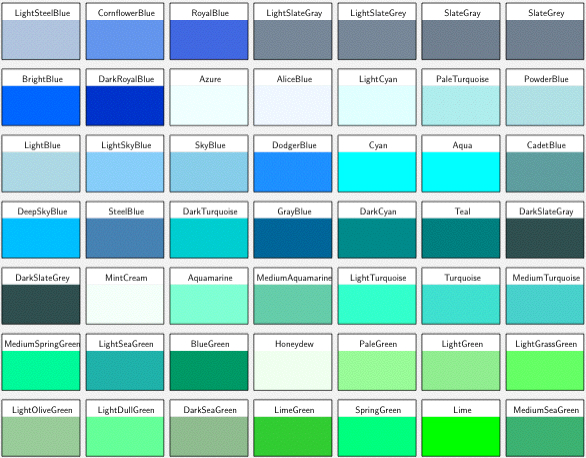 LightSteelBlue CornflowerBlue RoyalBlue LightSlateGray LightSlateGrey SlateGray SlateGrey
BrightBlue DarkRoyalBlue Azure AliceBlue LightCyan PaleTurquoise PowderBlue
LightBlue LightSkyBlue SkyBlue DodgerBlue Cyan Aqua CadetBlue
DeepSkyBlue SteelBlue DarkTurquoise GrayBlue DarkCyan Teal DarkSlateGray
DarkSlateGrey MintCream Aquamarine MediumAquamarine LightTurquoise Turquoise MediumTurquoise
MediumSpringGreen LightSeaGreen BlueGreen Honeydew PaleGreen LightGreen LightGrassGreen
LightOliveGreen LightDullGreen DarkSeaGreen LimeGreen SpringGreen Lime MediumSeaGreen